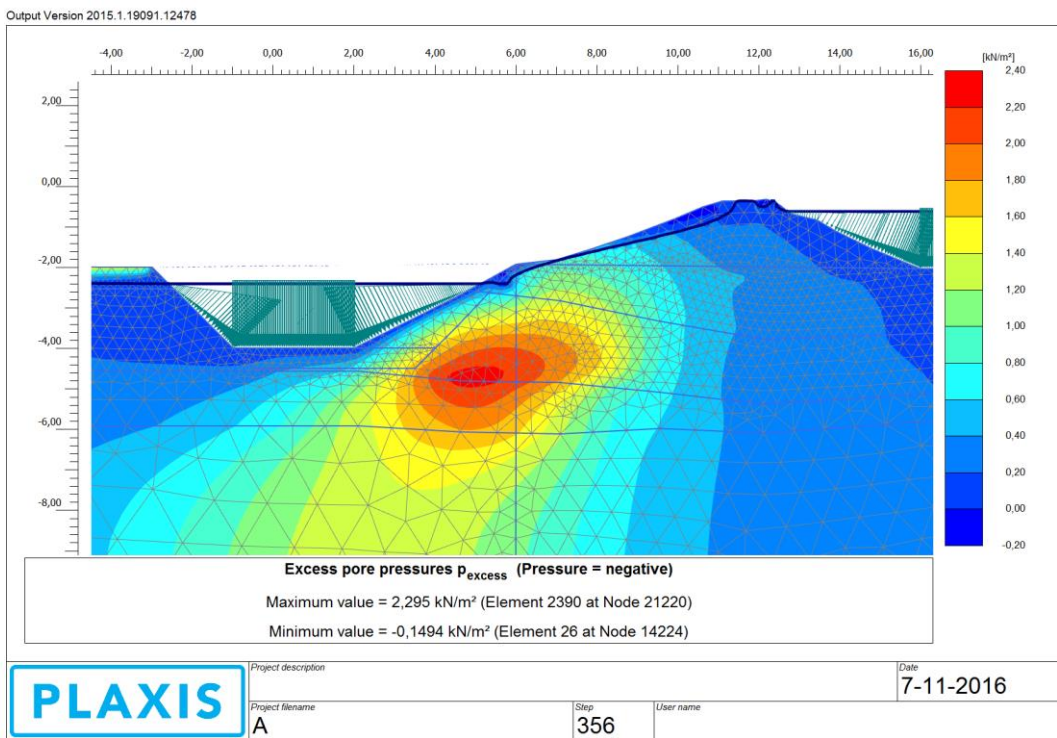 Output Version 2015.1.19091.12478
-4,00 -2,00 0,00 2,00 4,00 6,00 8,00 10,00 12,00 14,00 16,00
[kN/m²]
2,00
0,00
-2,00
-4,00
-6,00
-8,00
2,40
2,20
2,00
1,80
1,60
1,40
1,20
1,00
0,80
0,60
0,40
0,20
0,00
-0,20
Excess pore pressures p_excess (Pressure = negative)
Maximum value = 2,295 kN/m² (Element 2390 at Node 21220)
Minimum value = -0,1494 kN/m² (Element 26 at Node 14224)
PLAXIS
Project description
Date
7-11-2016
Project filename
A
Step
356
User name